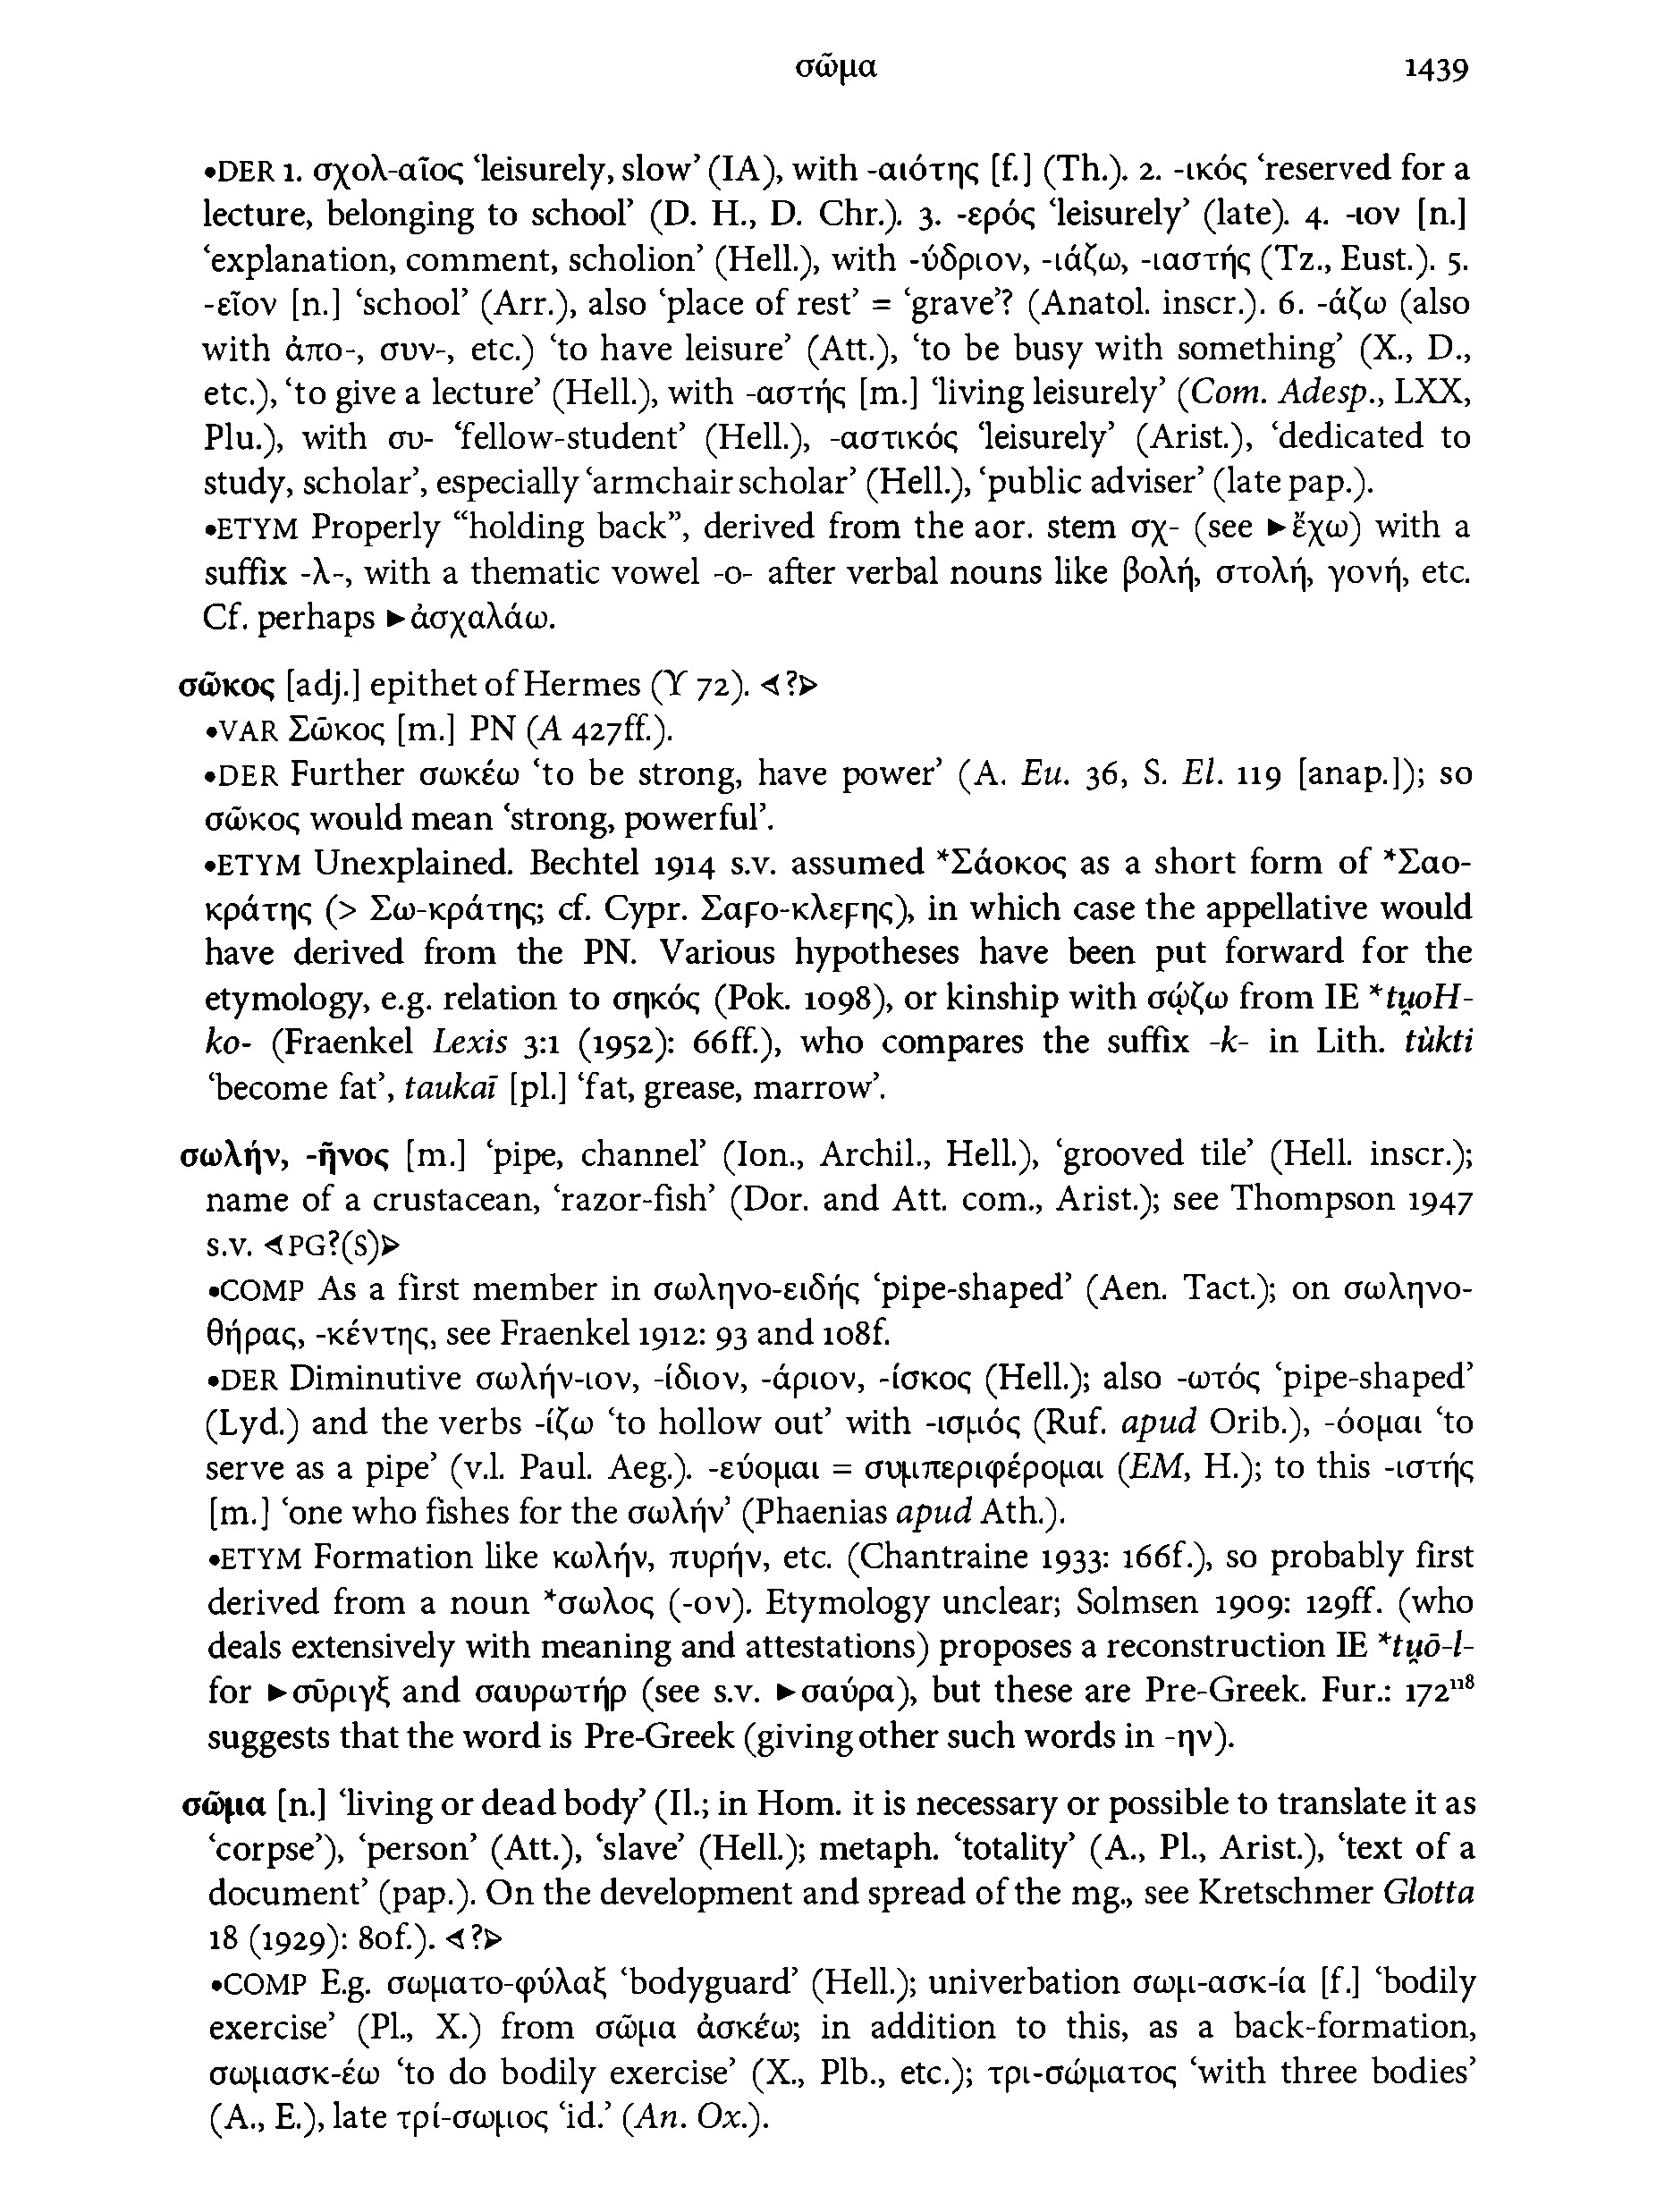 σῶμα 1439
•DER 1. σχολ-αῖος ‘leisurely, slow’ (IA), with -αιότης [f.] (Th.). 2. -ικός ‘reserved for a
lecture, belonging to school’ (D. H., D. Chr.). 3. -ερός ‘leisurely’ (late). 4. -ιον [n.]
‘explanation, comment, scholion’ (Hell.), with -ύδριον, -ιάζω, -ιαστής (Tz., Eust.). 5.
-εῖον [n.] ‘school’ (Arr.), also ‘place of rest’ = ‘grave’? (Anatol. inscr.). 6. -άζω (also
with ἀπο-, συν-, etc.) ‘to have leisure’ (Att.), ‘to be busy with something’ (X., D.,
etc.), ‘to give a lecture’ (Hell.), with -αστής [m.] ‘living leisurely’ (Com. Adesp., LXX,
Plu.), with συ- ‘fellow-student’ (Hell.), -αστικός ‘leisurely’ (Arist.), ‘dedicated to
study, scholar’, especially ‘armchair scholar’ (Hell.), ‘public adviser’ (late pap.).
•ETYM Properly “holding back”, derived from the aor. stem σχ- (see ►ἔχω) with a
suffix -λ-, with a thematic vowel -ο- after verbal nouns like βολή, στολή, γονή, etc.
Cf. perhaps ►ἀσχαλάω.
σῶκος [adj.] epithet of Hermes (Υ 72). ⊲?⊳
•VAR Σῶκος [m.] PN (Λ 427ff.).
•DER Further σωκέω ‘to be strong, have power’ (A. Eu. 36, S. El. 119 [anap.]); so
σῶκος would mean ‘strong, powerful’.
•ETYM Unexplained. Bechtel 1914 s.v. assumed *Σάοκος as a short form of *Σαο-
κράτης (> Σω-κράτης; cf. Cypr. Σαϝο-κλεϝης), in which case the appellative would
have derived from the PN. Various hypotheses have been put forward for the
etymology, e.g. relation to σηκός (Pok. 1098), or kinship with σῴζω from IE *tu̯oH-
ko- (Fraenkel Lexis 3:1 (1952): 66ff.), who compares the suffix -k- in Lith. tùkti
‘become fat’, taukaĩ [pl.] ‘fat, grease, marrow’.
σωλήν, -ῆνος [m.] ‘pipe, channel’ (Ion., Archil., Hell.), ‘grooved tile’ (Hell. inscr.);
name of a crustacean, ‘razor-fish’ (Dor. and Att. com., Arist.); see Thompson 1947
s.v. ⊲PG?(S)⊳
•COMP As a first member in σωληνο-ειδής ‘pipe-shaped’ (Aen. Tact.); on σωληνο-
θήρας, -κέντης, see Fraenkel 1912: 93 and 108f.
•DER Diminutive σωλήν-ιον, -ίδιον, -άριον, -ίσκος (Hell.); also -ωτός ‘pipe-shaped’
(Lyd.) and the verbs -ίζω ‘to hollow out’ with -ισμός (Ruf. apud Orib.), -όομαι ‘to
serve as a pipe’ (v.l. Paul. Aeg.). -εύομαι = συμπεριφέρομαι (EM, H.); to this -ιστής
[m.] ‘one who fishes for the σωλήν’ (Phaenias apud Ath.).
•ETYM Formation like κωλήν, πυρήν, etc. (Chantraine 1933: 166f.), so probably first
derived from a noun *σωλος (-ον). Etymology unclear; Solmsen 1909: 129ff. (who
deals extensively with meaning and attestations) proposes a reconstruction IE *tu̯ō-l-
for ►σῦριγξ and σαυρωτήρ (see s.v. ►σαύρα), but these are Pre-Greek. Fur.: 172¹¹⁸
suggests that the word is Pre-Greek (giving other such words in -ην).
σῶμα [n.] ‘living or dead body’ (Il.; in Hom. it is necessary or possible to translate it as
‘corpse’), ‘person’ (Att.), ‘slave’ (Hell.); metaph. ‘totality’ (A., Pl., Arist.), ‘text of a
document’ (pap.). On the development and spread of the mg., see Kretschmer Glotta
18 (1929): 80f.). ⊲?⊳
•COMP E.g. σωματο-φύλαξ ‘bodyguard’ (Hell.); univerbation σωμ-ασκ-ία [f.] ‘bodily
exercise’ (Pl., X.) from σῶμα ἀσκέω; in addition to this, as a back-formation,
σωμασκ-έω ‘to do bodily exercise’ (X., Plb., etc.); τρι-σώματος ‘with three bodies’
(A., E.), late τρί-σωμος ‘id.’ (An. Ox.).